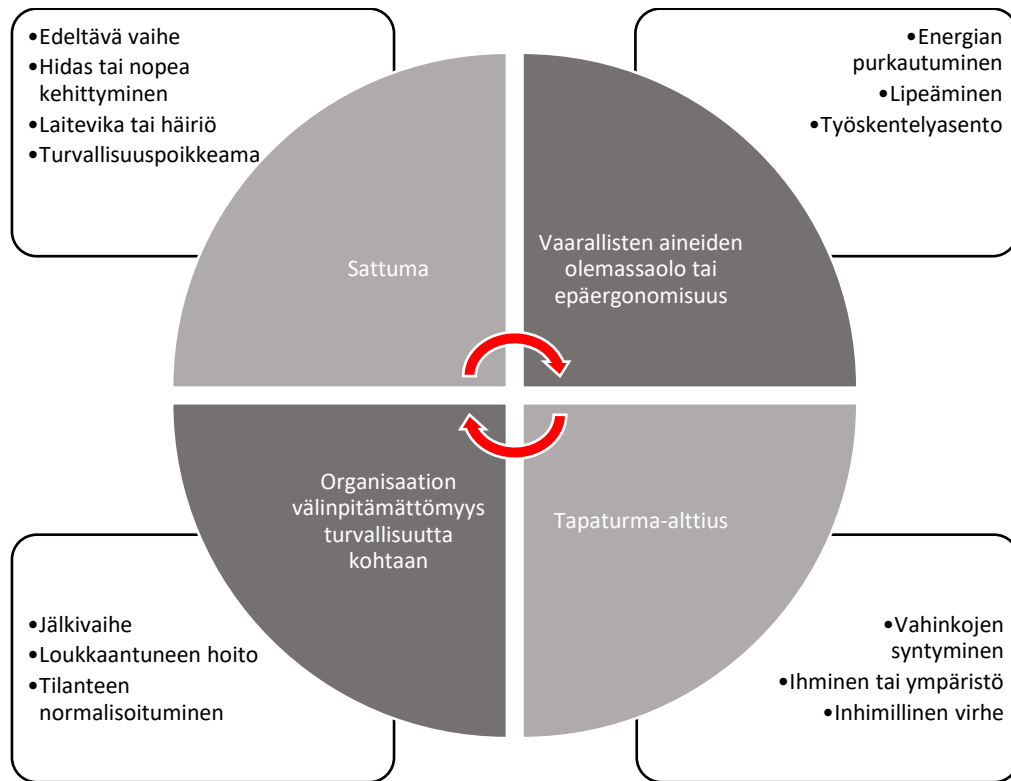 •Edeltävä vaihe
•Hidas tai nopea
kehittyminen
•Laitevika tai häiriö
•Turvallisuuspoikkeama
•Energian
purkautuminen
•Lipeäminen
•Työskentelyasento
Sattuma
Vaarallisten aineiden
olemassaolo tai
epäergonomisuus
Organisaation
välinpitämättömyys
turvallisuutta
kohtaan
Tapaturma-alttius
•Jälkivaihe
•Loukkaantuneen hoito
•Tilanteen
normalisoituminen
•Vahinkojen
syntyminen
•Ihminen tai ympäristö
•Inhimillinen virhe